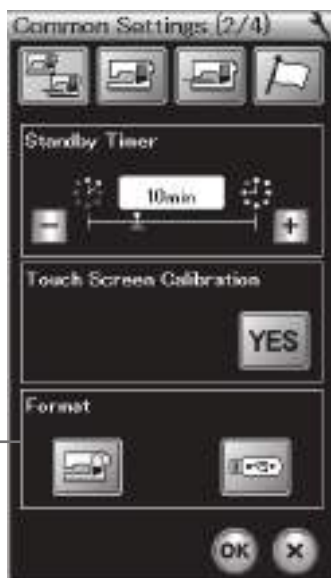 Common Settings (2/4)
Standby Timer
10min
− +
Touch Screen Calibration
YES
Format
OK ×